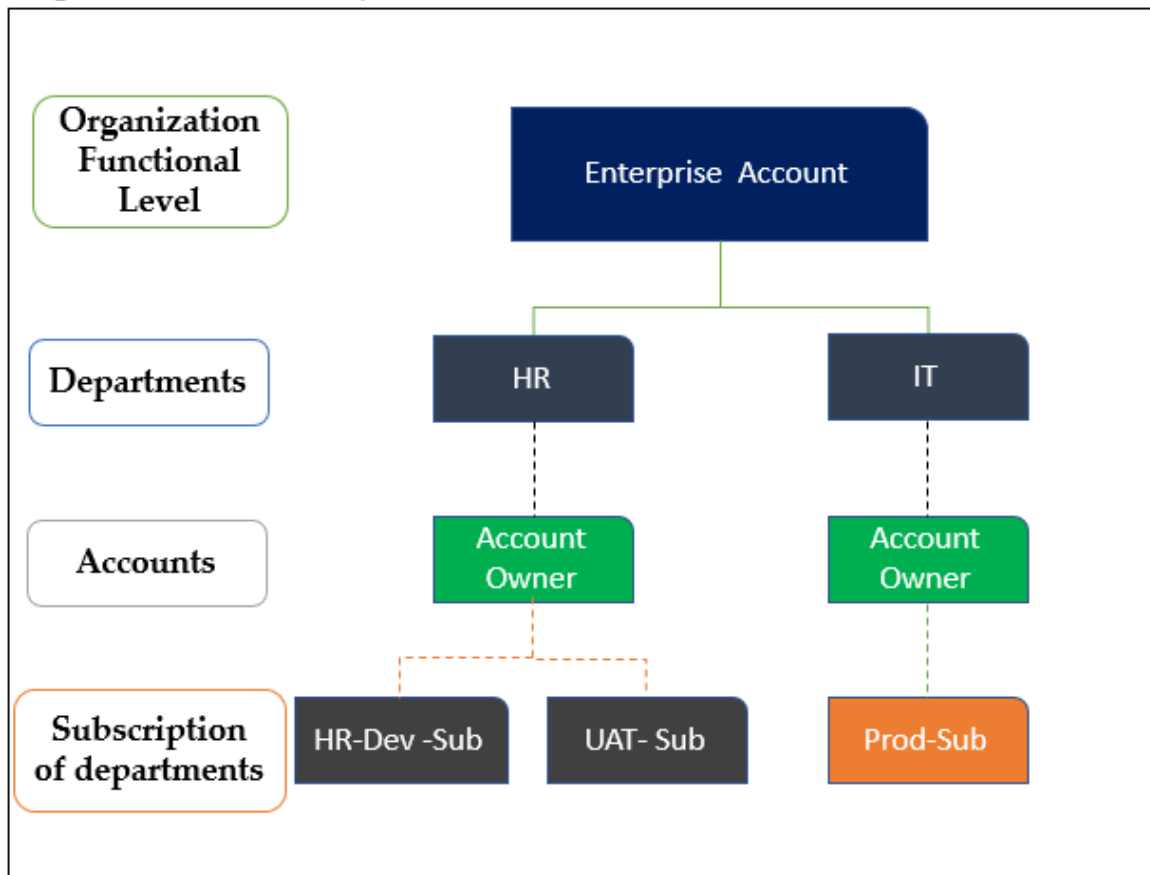 Organization
Functional
Level
Enterprise Account
Departments
HR
IT
Accounts
Account
Owner
Account
Owner
Subscription
of departments
HR-Dev -Sub
UAT- Sub
Prod-Sub